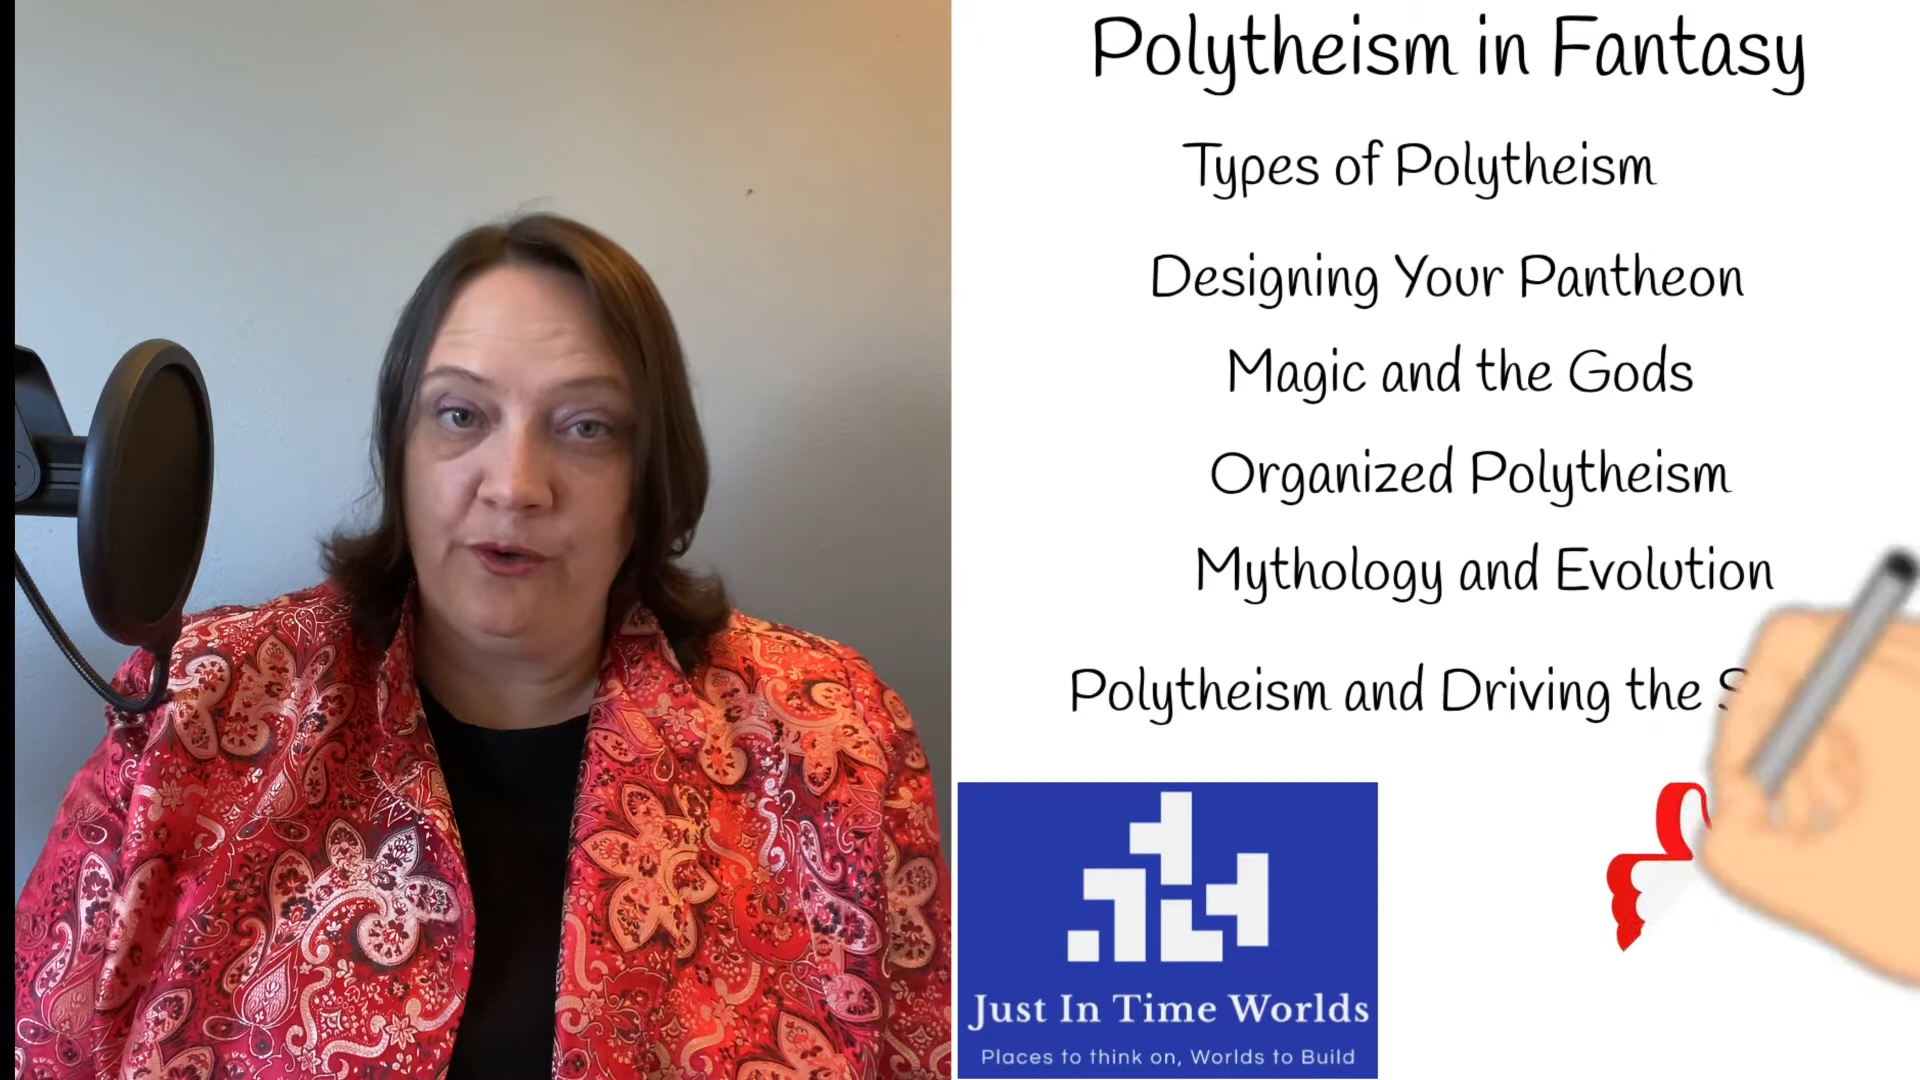 Polytheism in Fantasy
Types of Polytheism
Designing Your Pantheon
Magic and the Gods
Organized Polytheism
Mythology and Evolution
Polytheism and Driving the
Just In Time Worlds
Places to think on, Worlds to Build